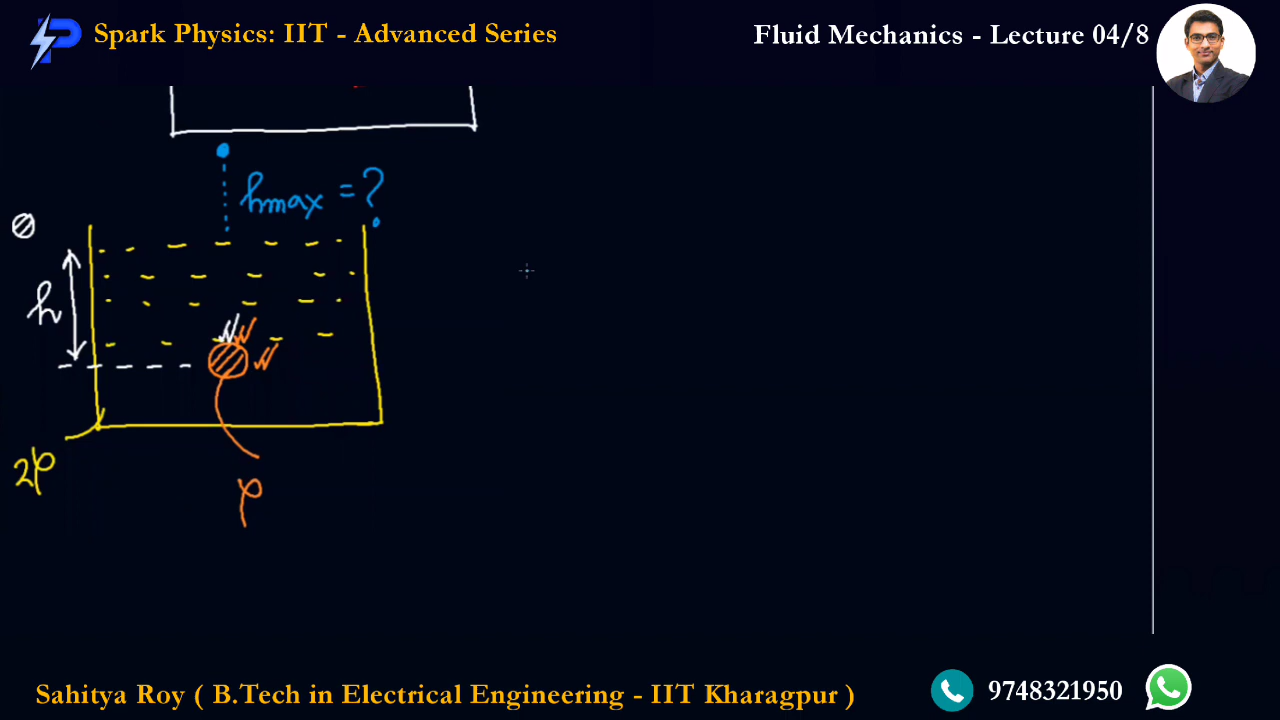 Spark Physics: IIT - Advanced Series
Fluid Mechanics - Lecture 04/8
hmax = ?
h
2ρ
ρ
Sahitya Roy ( B.Tech in Electrical Engineering - IIT Kharagpur )
9748321950